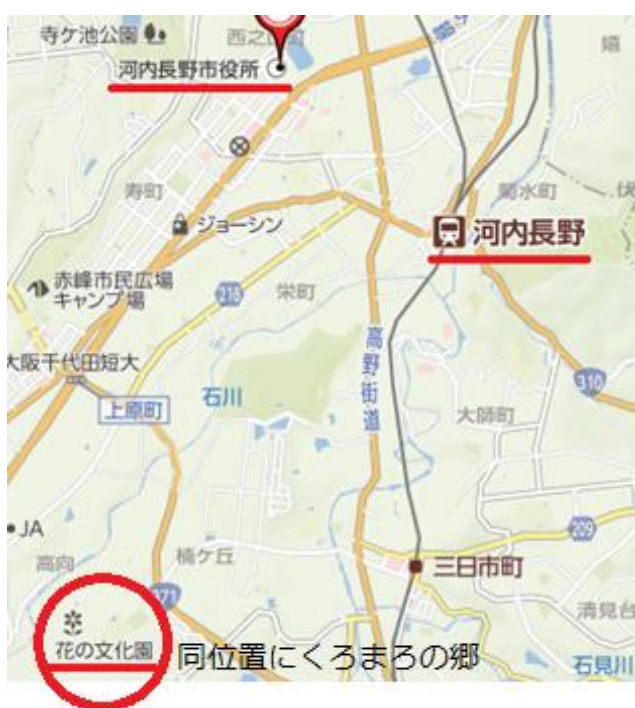 寺ケ池公園
西之山町
河内長野市役所
嬉
寿町
ジョーシン
菊水町
河内長野
赤峰市民広場
キャンプ場
216
栄町
高野街道
大阪千代田短大
石川
310
上原町
大師町
JA
209
高向
楠ケ丘
三日市町
371
清見台
花の文化園
同位置にくろまろの郷
石見川